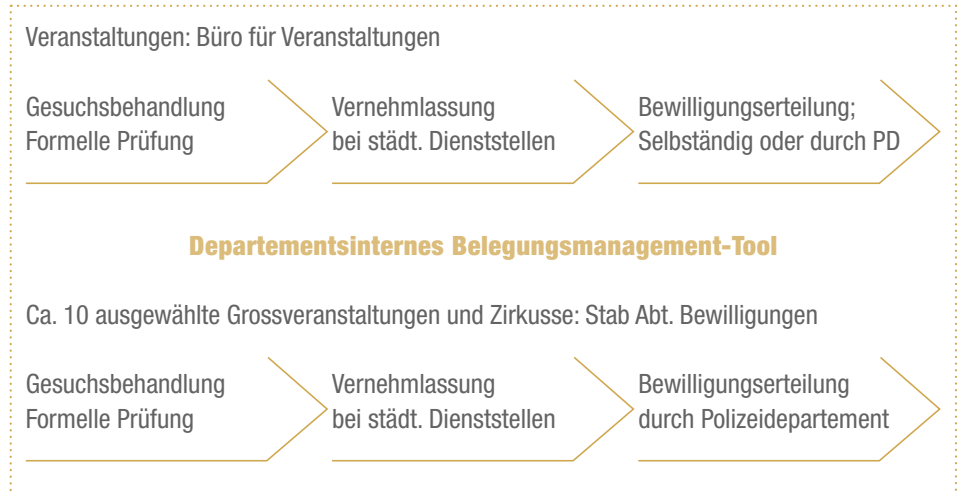 Veranstaltungen: Büro für Veranstaltungen
Gesuchsbehandlung
Formelle Prüfung
Vernehmlassung
bei städt. Dienststellen
Bewilligungserteilung;
Selbständig oder durch PD
Departementsinternes Belegungsmanagement-Tool
Ca. 10 ausgewählte Grossveranstaltungen und Zirkusse: Stab Abt. Bewilligungen
Gesuchsbehandlung
Formelle Prüfung
Vernehmlassung
bei städt. Dienststellen
Bewilligungserteilung
durch Polizeidepartement